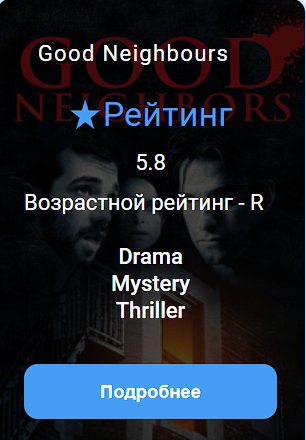 GOOD
Good Neighbours
NEIGHBORS
★Рейтинг
5.8
Возрастной рейтинг - R
Drama
Mystery
Thriller
Подробнее